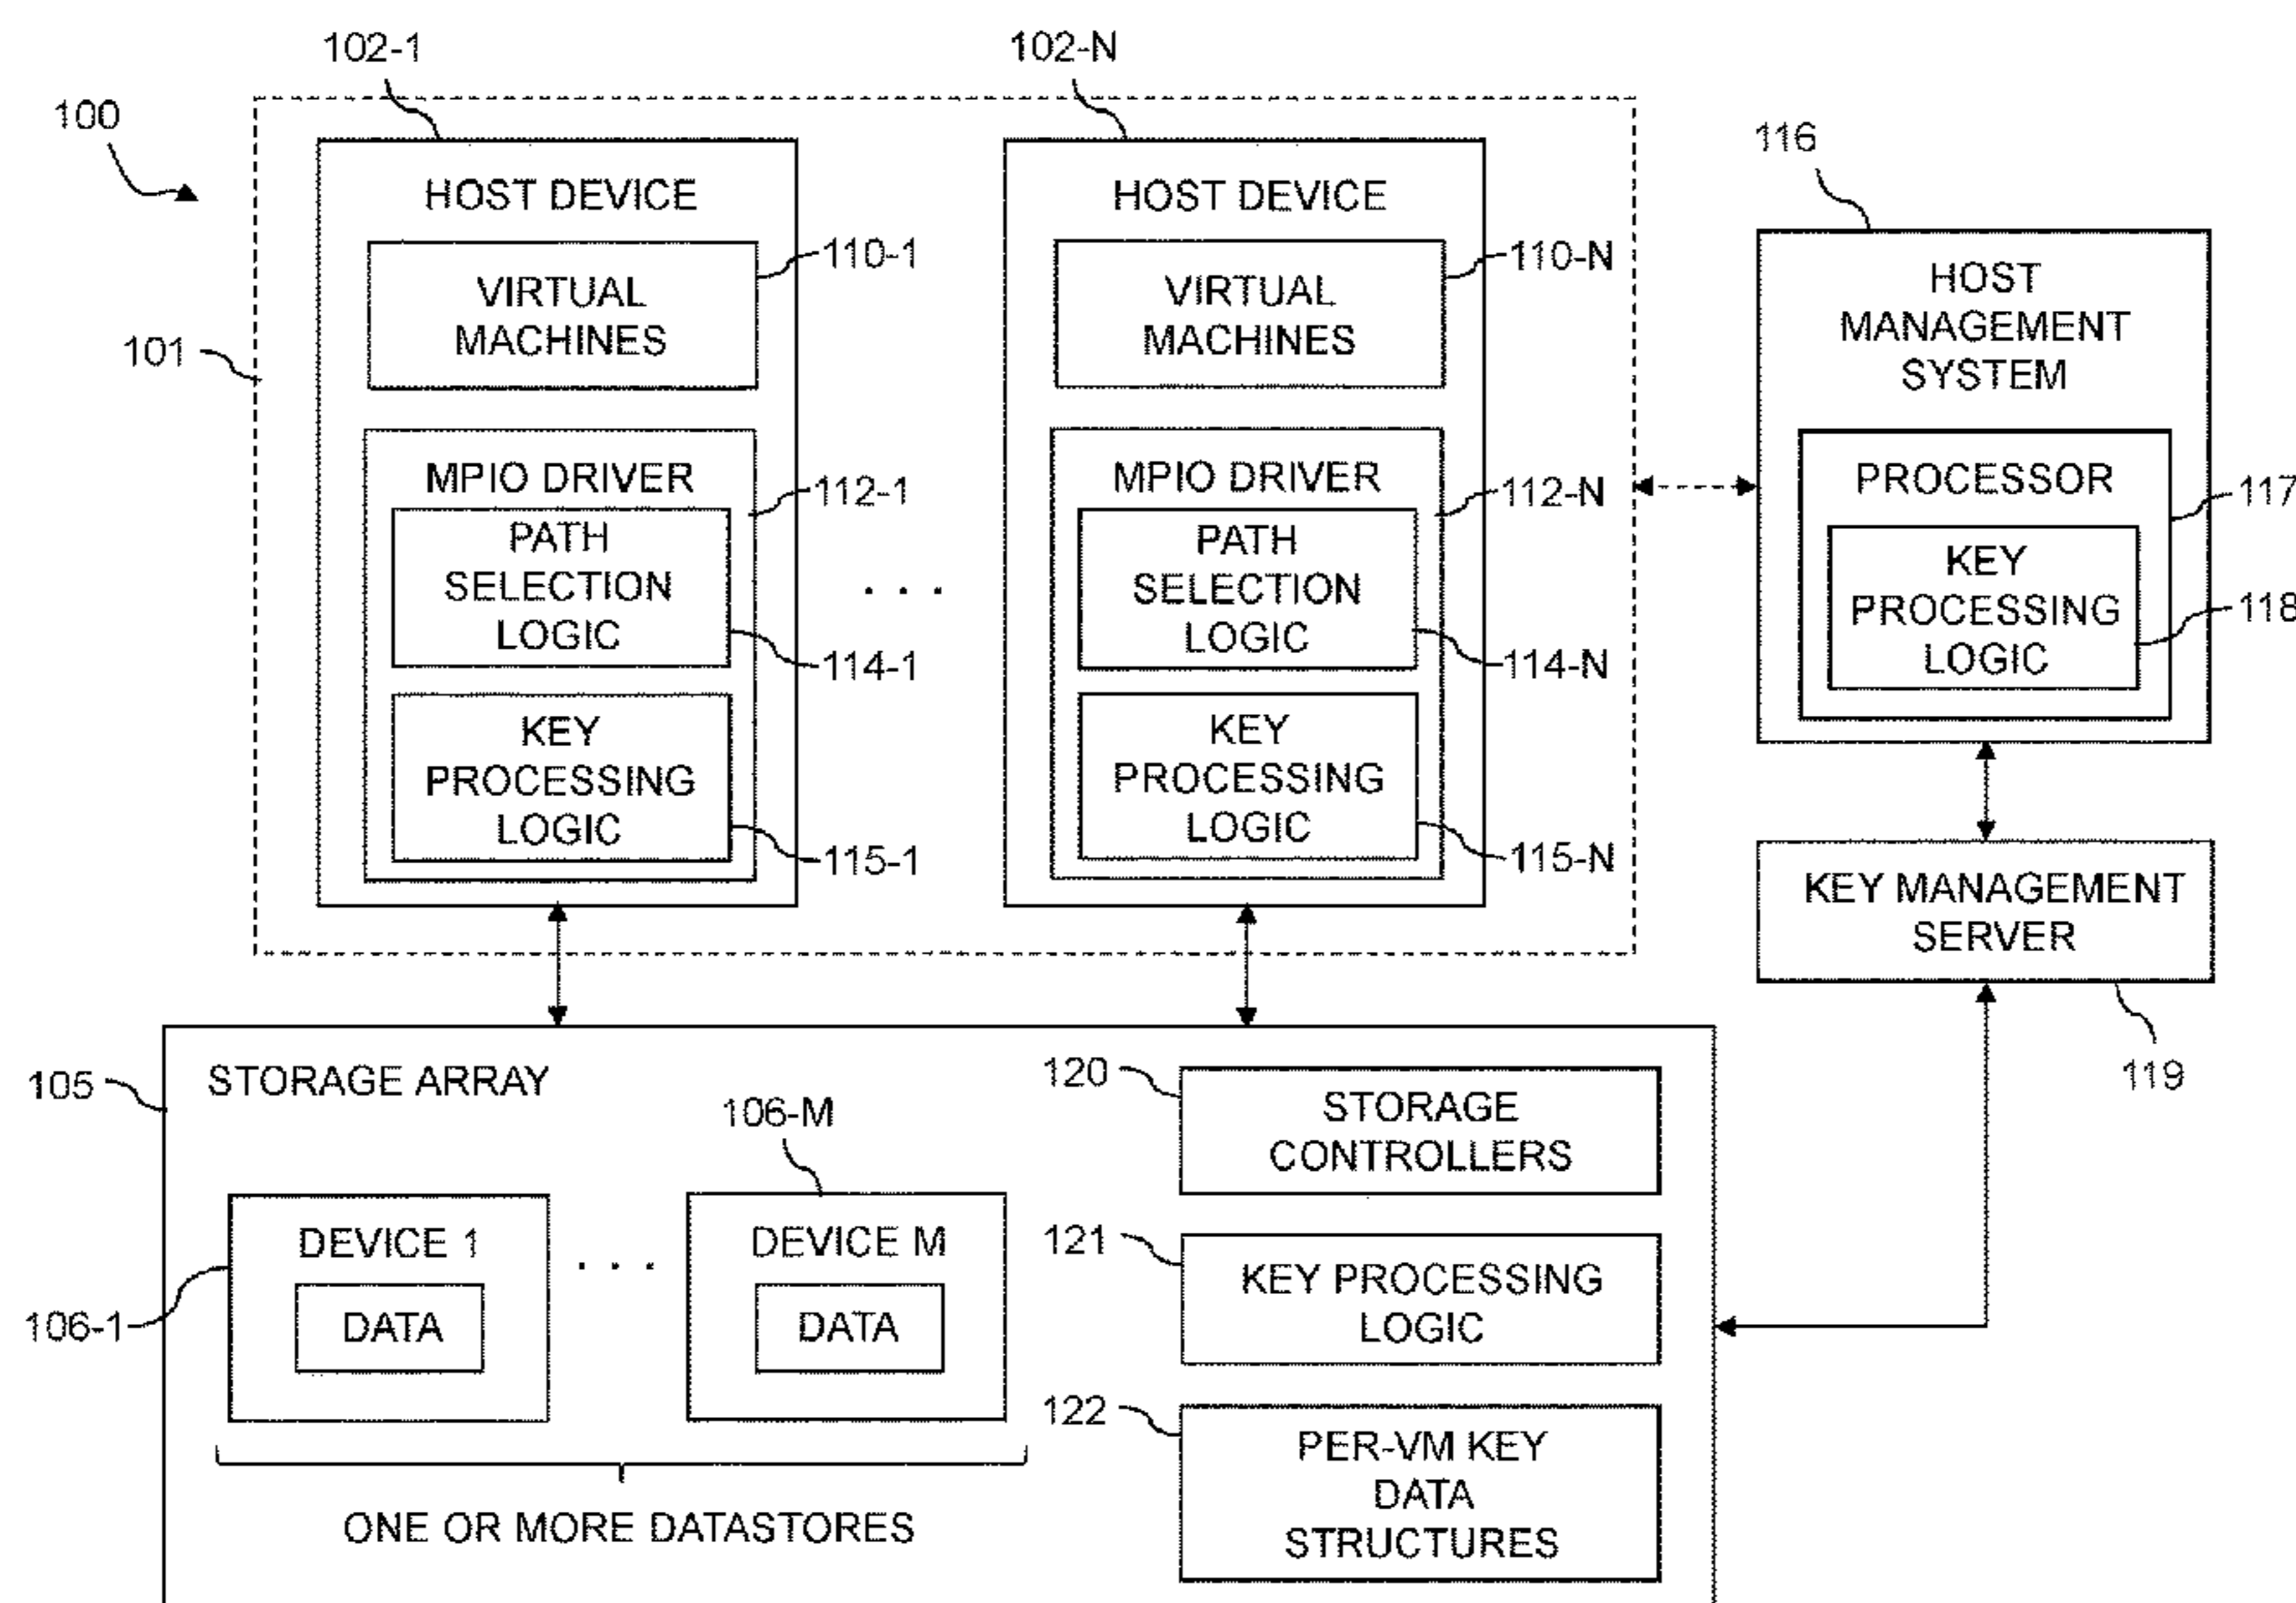 102-1
102-N
100
116
HOST DEVICE
HOST DEVICE
110-1
110-N
VIRTUAL
MACHINES
VIRTUAL
MACHINES
HOST
MANAGEMENT
SYSTEM
101
MPIO DRIVER
112-1
MPIO DRIVER
112-N
PROCESSOR
117
PATH
SELECTION
LOGIC
. . .
PATH
SELECTION
LOGIC
KEY
PROCESSING
LOGIC
118
114-1
114-N
KEY
PROCESSING
LOGIC
KEY
PROCESSING
LOGIC
115-1
115-N
KEY MANAGEMENT
SERVER
119
105
STORAGE ARRAY
120
STORAGE
CONTROLLERS
106-M
DEVICE 1
. . .
DEVICE M
121
KEY PROCESSING
LOGIC
106-1
DATA
DATA
122
PER-VM KEY
DATA
STRUCTURES
ONE OR MORE DATASTORES